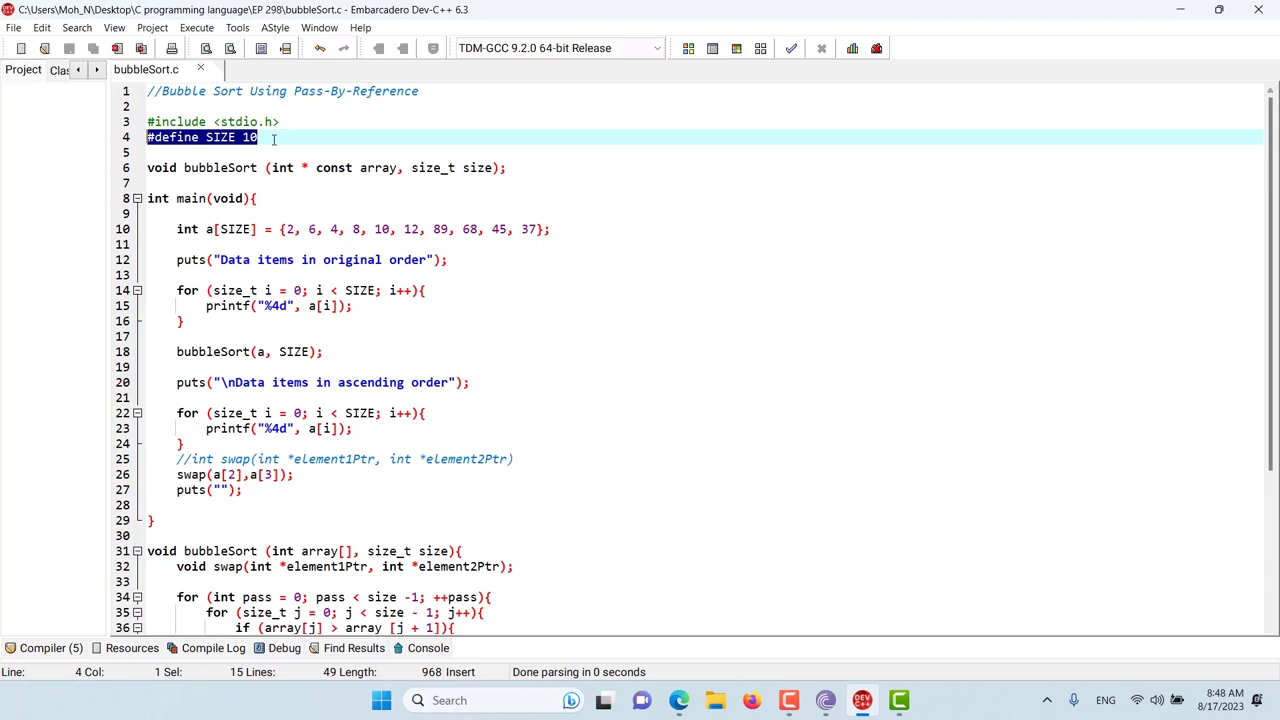 C:\Users\Moh_N\Desktop\C programming language\EP 298\bubbleSort.c - Embarcadero Dev-C++ 6.3
File Edit Search View Project Execute Tools AStyle Window Help
TDM-GCC 9.2.0 64-bit Release
Project Clas bubbleSort.c
1 //Bubble Sort Using Pass-By-Reference
2
3 #include <stdio.h>
4 #define SIZE 10
5
6 void bubbleSort (int * const array, size_t size);
7
8 int main(void){
9
10 int a[SIZE] = {2, 6, 4, 8, 10, 12, 89, 68, 45, 37};
11
12 puts("Data items in original order");
13
14 for (size_t i = 0; i < SIZE; i++){
15 printf("%4d", a[i]);
16 }
17
18 bubbleSort(a, SIZE);
19
20 puts("\nData items in ascending order");
21
22 for (size_t i = 0; i < SIZE; i++){
23 printf("%4d", a[i]);
24 }
25 //int swap(int *element1Ptr, int *element2Ptr)
26 swap(a[2],a[3]);
27 puts("");
28
29 }
30
31 void bubbleSort (int array[], size_t size){
32 void swap(int *element1Ptr, int *element2Ptr);
33
34 for (int pass = 0; pass < size -1; ++pass){
35 for (size_t j = 0; j < size - 1; j++){
36 if (array[j] > array [j + 1]){
Compiler (5) Resources Compile Log Debug Find Results Console
Line: 4 Col: 1 Sel: 15 Lines: 49 Length: 968 Insert Done parsing in 0 seconds
Search ENG 8:48 AM
8/17/2023